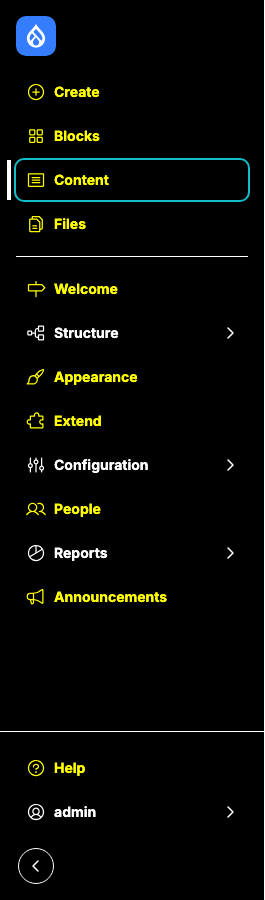 Create
Blocks
Content
Files
Welcome
Structure
Appearance
Extend
Configuration
People
Reports
Announcements
Help
admin